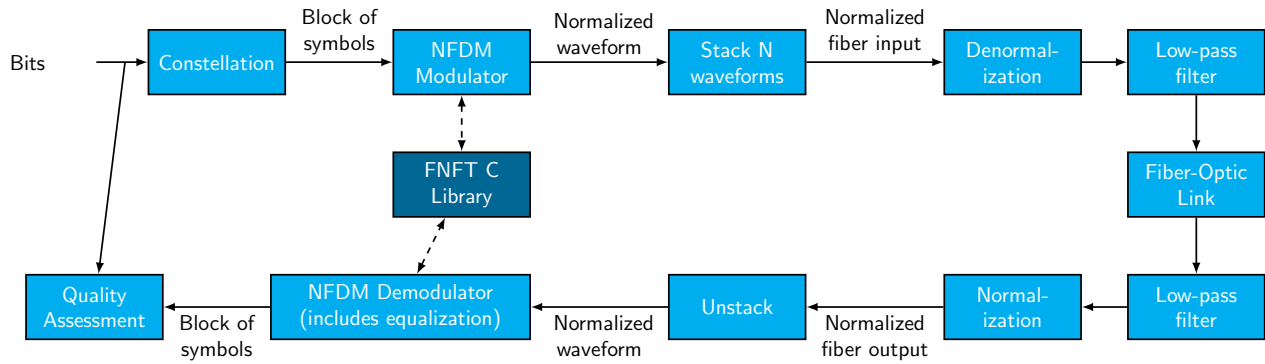 Bits
Constellation
Block of
symbols
NFDM
Modulator
Normalized
waveform
Stack N
waveforms
Normalized
fiber input
Denormal-
ization
Low-pass
filter
FNFT C
Library
Fiber-Optic
Link
Quality
Assessment
Block of
symbols
NFDM Demodulator
(includes equalization)
Normalized
waveform
Unstack
Normalized
fiber output
Normal-
ization
Low-pass
filter